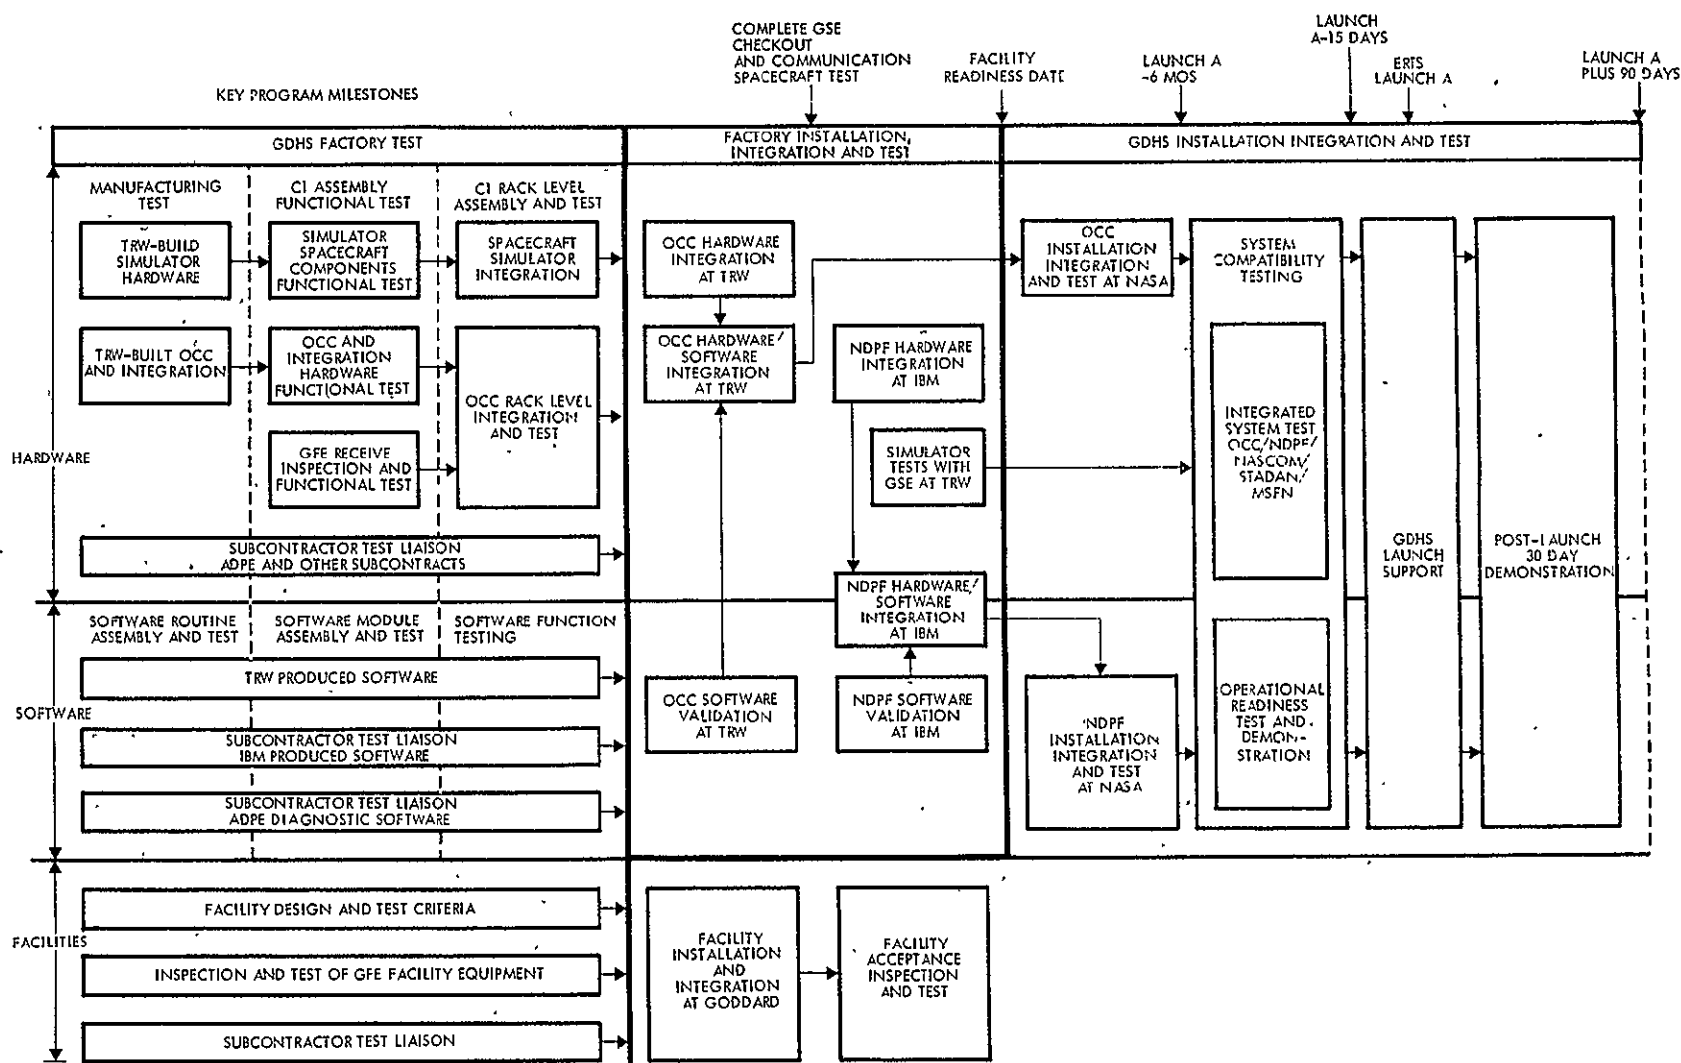 COMPLETE GSE
CHECKOUT
AND COMMUNICATION
SPACECRAFT TEST
FACILITY
READINESS DATE
LAUNCH A
-6 MOS
LAUNCH
A-15 DAYS
ERTS
LAUNCH A
LAUNCH A
PLUS 90 DAYS
KEY PROGRAM MILESTONES
GDHS FACTORY TEST
FACTORY INSTALLATION,
INTEGRATION AND TEST
GDHS INSTALLATION INTEGRATION AND TEST
HARDWARE
MANUFACTURING
TEST
CI ASSEMBLY
FUNCTIONAL TEST
CI RACK LEVEL
ASSEMBLY AND TEST
TRW-BUILD
SIMULATOR
HARDWARE
SIMULATOR
SPACECRAFT
COMPONENTS
FUNCTIONAL TEST
SPACECRAFT
SIMULATOR
INTEGRATION
TRW-BUILT OCC
AND INTEGRATION
OCC AND
INTEGRATION
HARDWARE
FUNCTIONAL TEST
OCC RACK LEVEL
INTEGRATION
AND TEST
GFE RECEIVE
INSPECTION AND
FUNCTIONAL TEST
SUBCONTRACTOR TEST LIAISON
ADPE AND OTHER SUBCONTRACTS
OCC HARDWARE
INTEGRATION
AT TRW
OCC HARDWARE/
SOFTWARE
INTEGRATION
AT TRW
NDPF HARDWARE
INTEGRATION
AT IBM
SIMULATOR
TESTS WITH
GSE AT TRW
NDPF HARDWARE/
SOFTWARE
INTEGRATION
AT IBM
OCC
INSTALLATION
INTEGRATION
AND TEST AT NASA
SYSTEM
COMPATIBILITY
TESTING
INTEGRATED
SYSTEM TEST
OCC/NDPF/
NASCOM/
STADAN/
MSFN
GDHS
LAUNCH
SUPPORT
POST-LAUNCH
30 DAY
DEMONSTRATION
SOFTWARE
SOFTWARE ROUTINE
ASSEMBLY AND TEST
SOFTWARE MODULE
ASSEMBLY AND TEST
SOFTWARE FUNCTION
TESTING
TRW PRODUCED SOFTWARE
SUBCONTRACTOR TEST LIAISON
IBM PRODUCED SOFTWARE
SUBCONTRACTOR TEST LIAISON
ADPE DIAGNOSTIC SOFTWARE
OCC SOFTWARE
VALIDATION
AT TRW
NDPF SOFTWARE
VALIDATION
AT IBM
NDPF
INSTALLATION
INTEGRATION
AND TEST
AT NASA
OPERATIONAL
READINESS
TEST AND
DEMON-
STRATION
FACILITIES
FACILITY DESIGN AND TEST CRITERIA
INSPECTION AND TEST OF GFE FACILITY EQUIPMENT
SUBCONTRACTOR TEST LIAISON
FACILITY
INSTALLATION
AND
INTEGRATION
AT GODDARD
FACILITY
ACCEPTANCE
INSPECTION
AND TEST